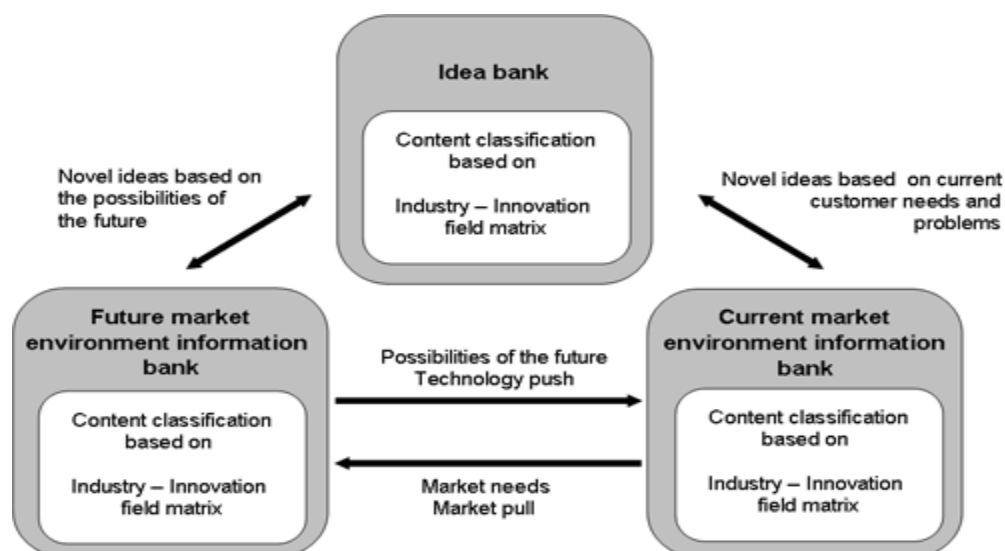 Idea bank
Content classification
based on
Industry – Innovation
field matrix
Novel ideas based on
the possibilities of
the future
Novel ideas based on current
customer needs and
problems
Future market
environment information
bank
Content classification
based on
Industry – Innovation
field matrix
Possibilities of the future
Technology push
Market needs
Market pull
Current market
environment information
bank
Content classification
based on
Industry – Innovation
field matrix